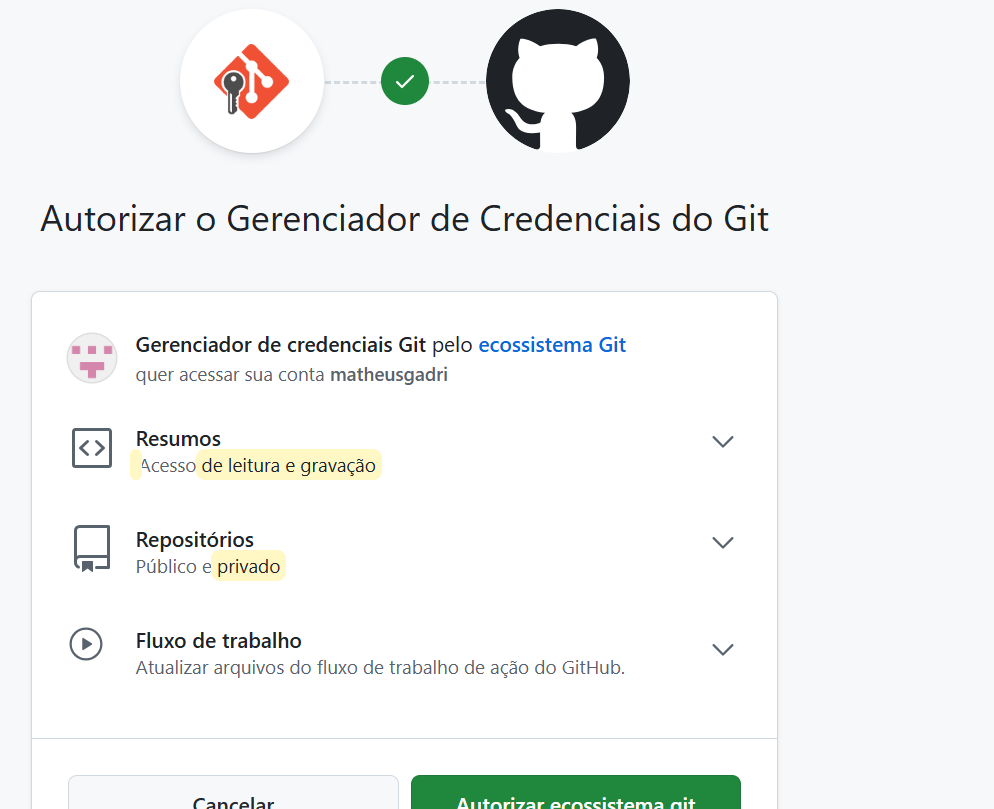 Autorizar o Gerenciador de Credenciais do Git
Gerenciador de credenciais Git pelo ecossistema Git
quer acessar sua conta matheusgadri
Resumos
Acesso de leitura e gravação
Repositórios
Público e privado
Fluxo de trabalho
Atualizar arquivos do fluxo de trabalho de ação do GitHub.
Cancelar
Autorizar ecossistema git